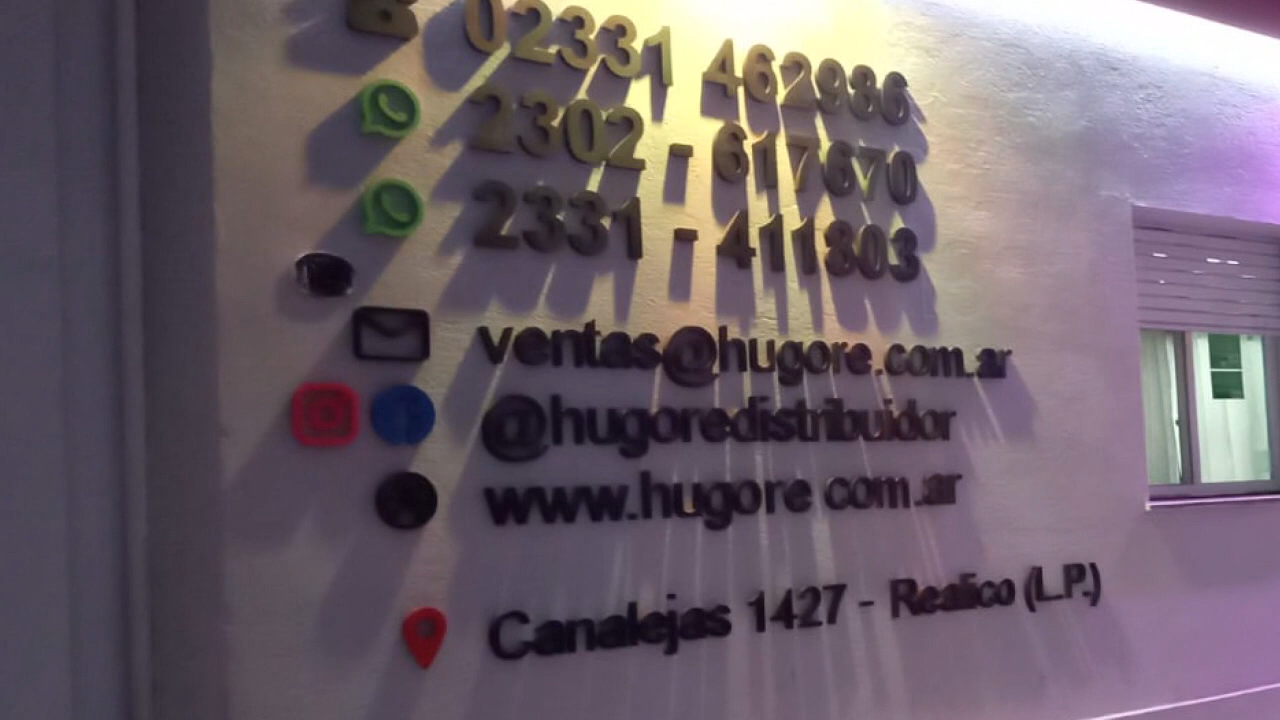 02331 462986
2302 - 617670
2331 - 411803
ventas@hugore.com.ar
@hugoredistribuidor
www.hugore com.ar
Canalejas 1427 - Realico (L.P.)